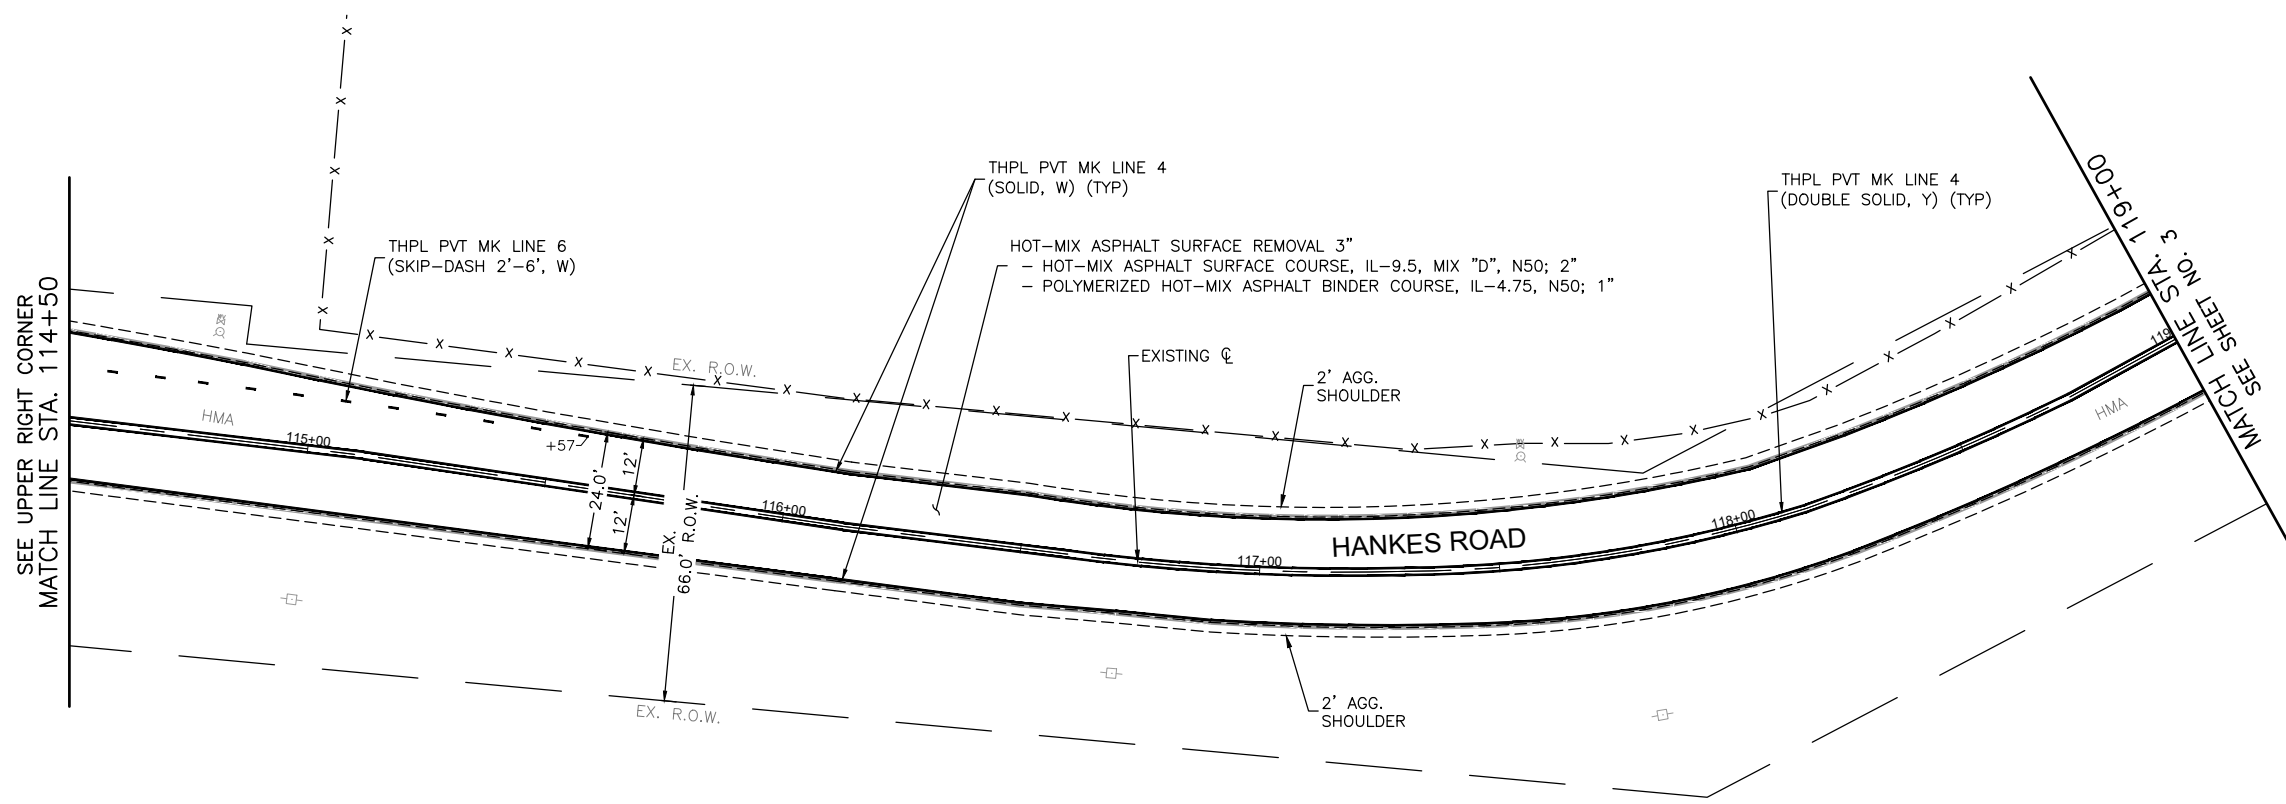 SEE UPPER RIGHT CORNER
MATCH LINE STA. 114+50
THPL PVT MK LINE 6
(SKIP-DASH 2'-6', W)
THPL PVT MK LINE 4
(SOLID, W) (TYP)
HOT-MIX ASPHALT SURFACE REMOVAL 3"
- HOT-MIX ASPHALT SURFACE COURSE, IL-9.5, MIX "D", N50; 2"
- POLYMERIZED HOT-MIX ASPHALT BINDER COURSE, IL-4.75, N50; 1"
THPL PVT MK LINE 4
(DOUBLE SOLID, Y) (TYP)
MATCH LINE STA. 119+00
SEE SHEET NO. 3
EX. R.O.W.
EXISTING ℄
2' AGG.
SHOULDER
HMA
115+00
+57
24.0'
12'
12'
EX.
66.0' R.O.W.
116+00
117+00
HANKES ROAD
118+00
119
HMA
EX. R.O.W.
2' AGG.
SHOULDER